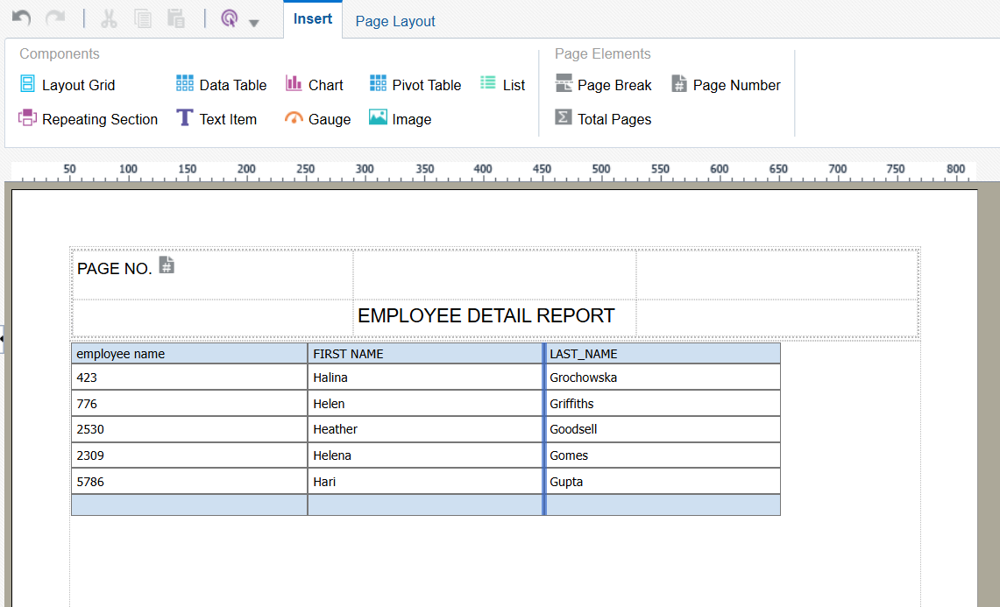 Insert Page Layout
Components Page Elements
Layout Grid Data Table Chart Pivot Table List Page Break Page Number
Repeating Section Text Item Gauge Image Total Pages
50 100 150 200 250 300 350 400 450 500 550 600 650 700 750 800
PAGE NO. #
EMPLOYEE DETAIL REPORT
employee name FIRST NAME LAST_NAME
423 Halina Grochowska
776 Helen Griffiths
2530 Heather Goodsell
2309 Helena Gomes
5786 Hari Gupta